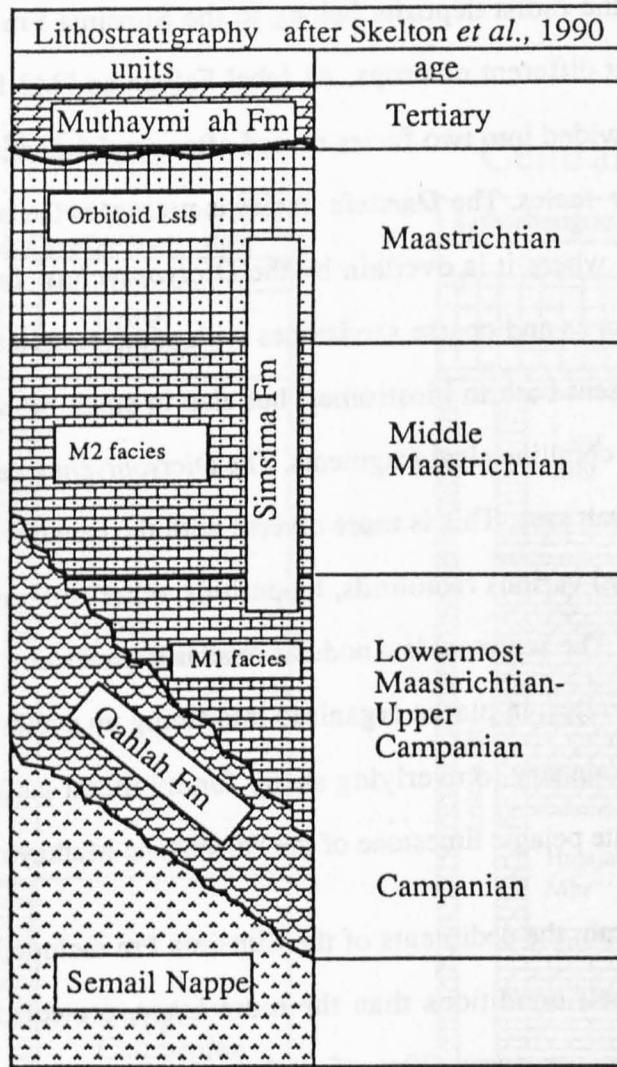 Lithostratigraphy after Skelton et al., 1990
units age
Muthaymi ah Fm
Tertiary
Orbitoid Lsts
Maastrichtian
Simsima Fm
M2 facies
Middle
Maastrichtian
M1 facies
Lowermost
Maastrichtian-
Upper
Campanian
Qahlah Fm
Campanian
Semail Nappe